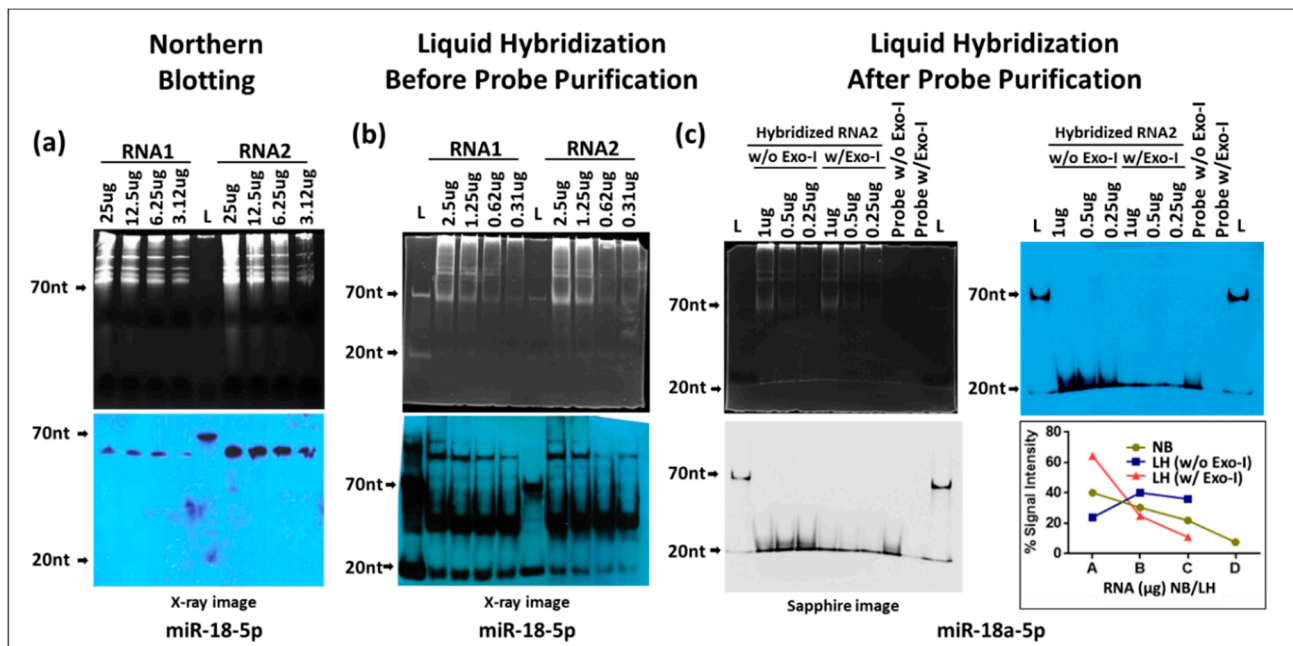 Northern
Blotting
Liquid Hybridization
Before Probe Purification
Liquid Hybridization
After Probe Purification
(a)
RNA1
RNA2
25ug
12.5ug
6.25ug
3.12ug
L
25ug
12.5ug
6.25ug
3.12ug
70nt
70nt
20nt
X-ray image
miR-18-5p
(b)
RNA1
RNA2
L
2.5ug
1.25ug
0.62ug
0.31ug
L
2.5ug
1.25ug
0.62ug
0.31ug
70nt
20nt
70nt
20nt
X-ray image
miR-18-5p
(c)
Hybridized RNA2
w/o Exo-I
w/Exo-I
L
1ug
0.5ug
0.25ug
1ug
0.5ug
0.25ug
Probe w/o Exo-I
Probe w/Exo-I
L
70nt
20nt
70nt
20nt
Sapphire image
Hybridized RNA2
w/o Exo-I
w/Exo-I
L
1ug
0.5ug
0.25ug
1ug
0.5ug
0.25ug
Probe w/o Exo-I
Probe w/Exo-I
L
70nt
20nt
% Signal Intensity
80
60
40
20
0
NB
LH (w/o Exo-I)
LH (w/ Exo-I)
A
B
C
D
RNA (µg) NB/LH
miR-18a-5p